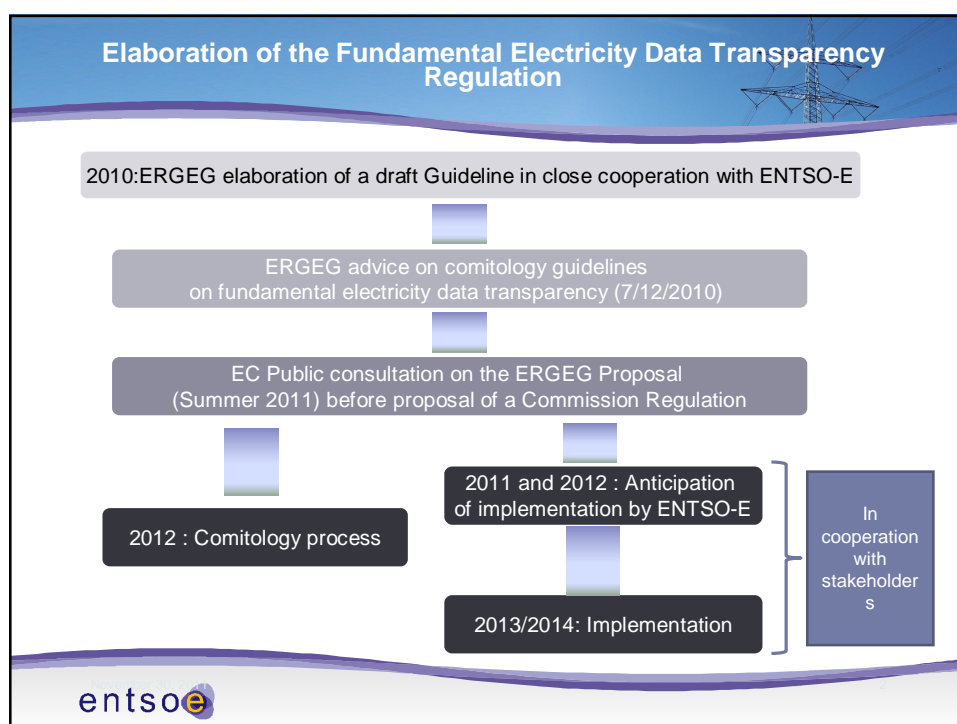 Elaboration of the Fundamental Electricity Data Transparency
Regulation
2010:ERGEG elaboration of a draft Guideline in close cooperation with ENTSO-E
ERGEG advice on comitology guidelines
on fundamental electricity data transparency (7/12/2010)
EC Public consultation on the ERGEG Proposal
(Summer 2011) before proposal of a Commission Regulation
2011 and 2012 : Anticipation
of implementation by ENTSO-E
2012 : Comitology process
2013/2014: Implementation
In
cooperation
with
stakeholder
s
entsoe